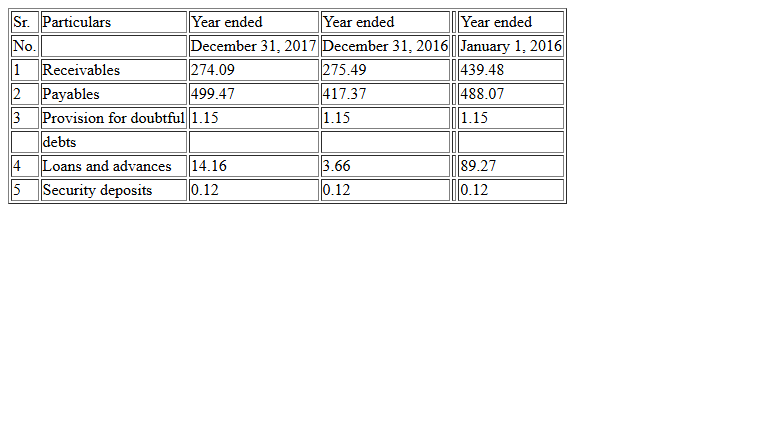 Sr. Particulars Year ended Year ended Year ended
No. December 31, 2017 December 31, 2016 January 1, 2016
1 Receivables 274.09 275.49 439.48
2 Payables 499.47 417.37 488.07
3 Provision for doubtful 1.15 1.15 1.15
debts
4 Loans and advances 14.16 3.66 89.27
5 Security deposits 0.12 0.12 0.12